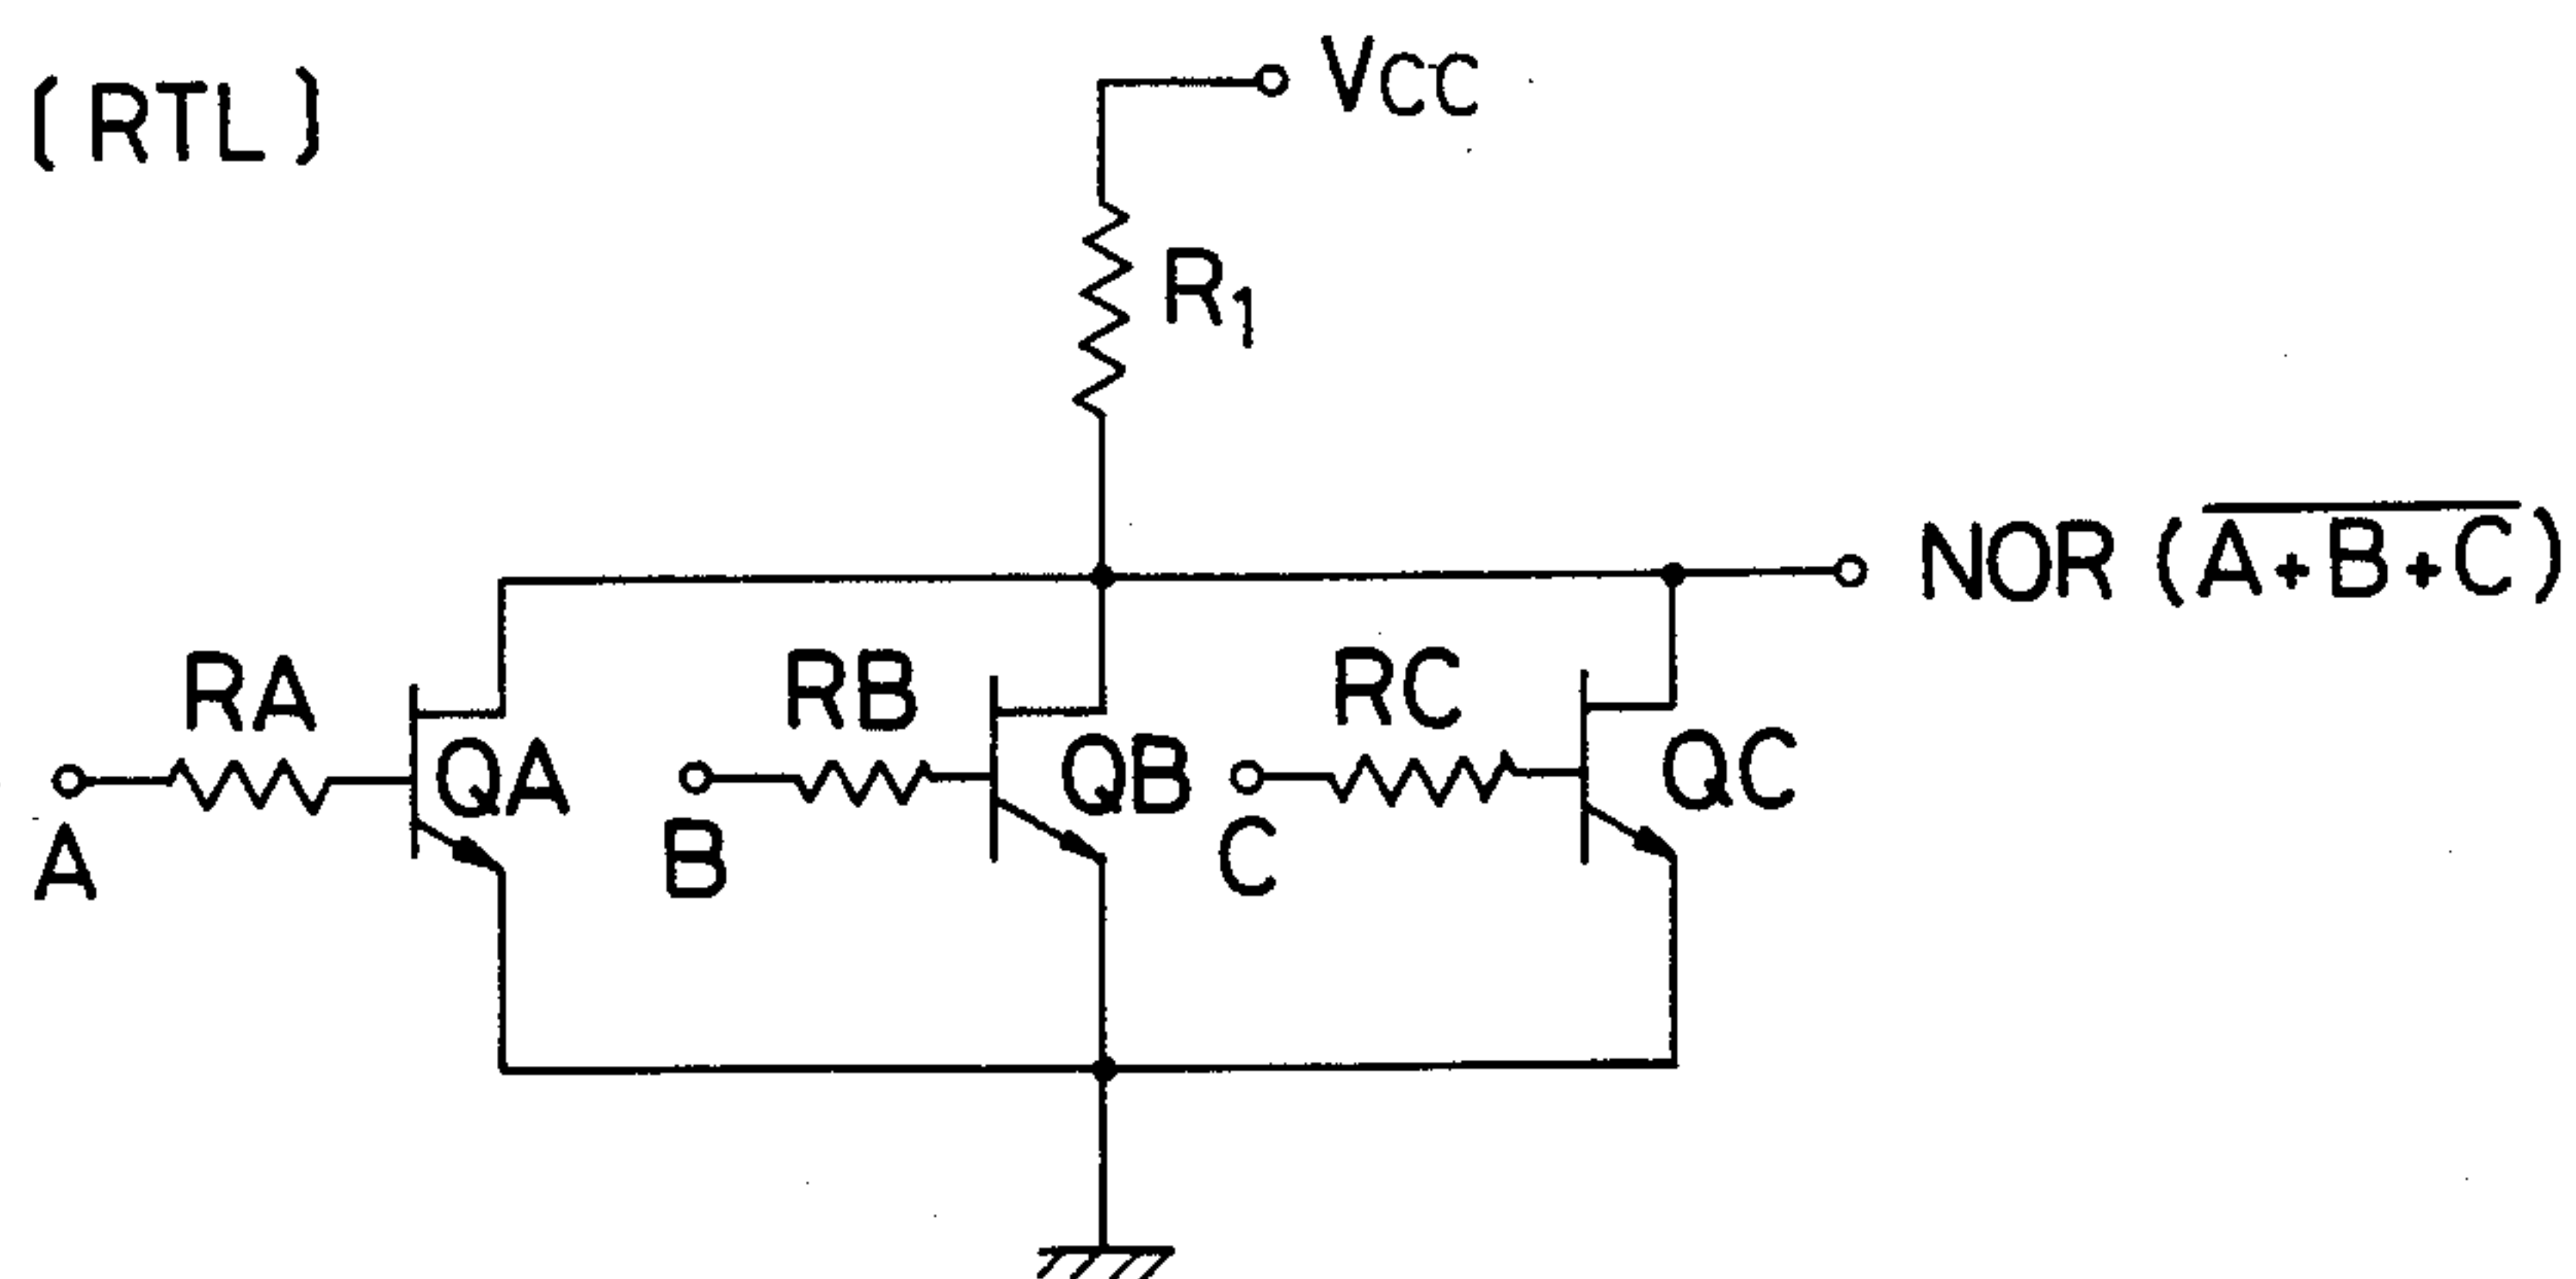 (RTL)
VCC
R1
NOR (A+B+C)
RA
RB
RC
QA
QB
QC
A
B
C